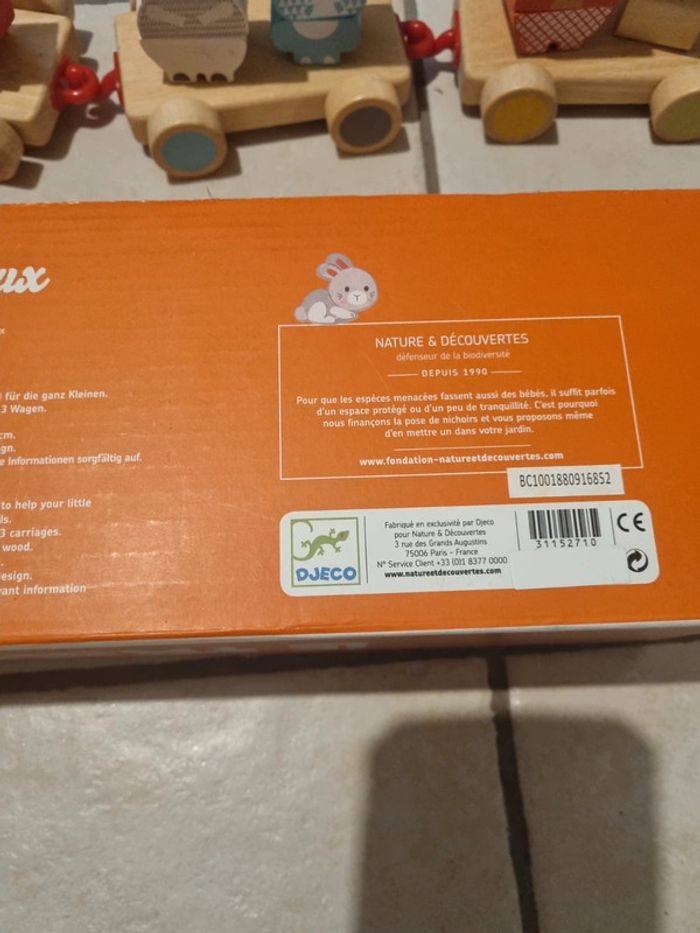 ux
x
für die ganz Kleinen.
3 Wagen.
cm.
gn.
e Informationen sorgfältig auf.
to help your little
ls.
3 carriages.
wood.
.
esign.
vant information
NATURE & DÉCOUVERTES
défenseur de la biodiversité
DEPUIS 1990
Pour que les espèces menacées fassent aussi des bébés, il suffit parfois
d'un espace protégé ou d'un peu de tranquillité. C'est pourquoi
nous finançons la pose de nichoirs et vous proposons même
d'en mettre un dans votre jardin.
www.fondation-natureetdecouvertes.com
BC1001880916852
DJECO
Fabriqué en exclusivité par Djeco
pour Nature & Découvertes
3 rue des Grands Augustins
75006 Paris - France
N° Service Client +33 (0)1 8377 0000
www.natureetdecouvertes.com
31152710
CE